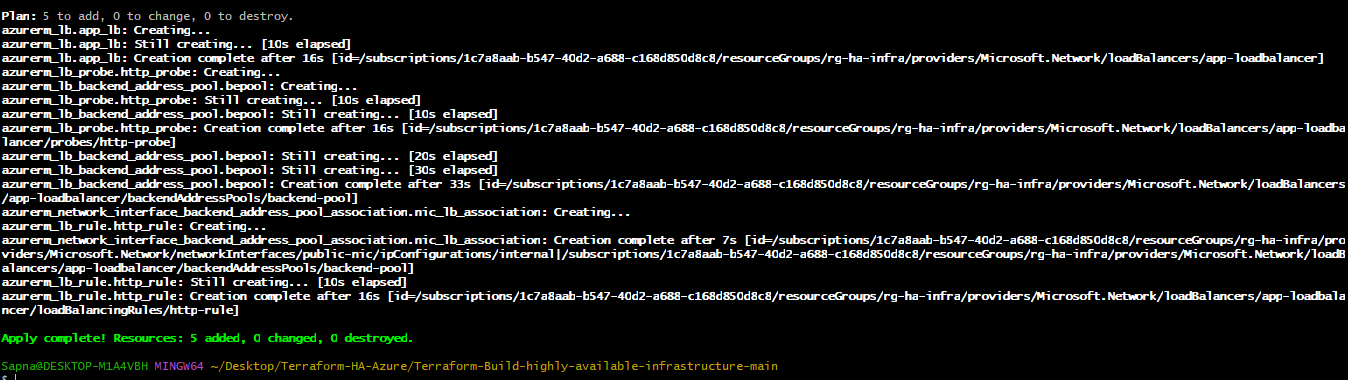 Plan: 5 to add, 0 to change, 0 to destroy.
azurerm_lb.app_lb: Creating...
azurerm_lb.app_lb: Still creating... [10s elapsed]
azurerm_lb.app_lb: Creation complete after 16s [id=/subscriptions/1c7a8aab-b547-40d2-a688-c168d850d8c8/resourceGroups/rg-ha-infra/providers/Microsoft.Network/loadBalancers/app-loadbalancer]
azurerm_lb_probe.http_probe: Creating...
azurerm_lb_backend_address_pool.bepool: Creating...
azurerm_lb_probe.http_probe: Still creating... [10s elapsed]
azurerm_lb_backend_address_pool.bepool: Still creating... [10s elapsed]
azurerm_lb_probe.http_probe: Creation complete after 16s [id=/subscriptions/1c7a8aab-b547-40d2-a688-c168d850d8c8/resourceGroups/rg-ha-infra/providers/Microsoft.Network/loadBalancers/app-loadba
lancer/probes/http-probe]
azurerm_lb_backend_address_pool.bepool: Still creating... [20s elapsed]
azurerm_lb_backend_address_pool.bepool: Still creating... [30s elapsed]
azurerm_lb_backend_address_pool.bepool: Creation complete after 33s [id=/subscriptions/1c7a8aab-b547-40d2-a688-c168d850d8c8/resourceGroups/rg-ha-infra/providers/Microsoft.Network/loadBalancers
/app-loadbalancer/backendAddressPools/backend-pool]
azurerm_network_interface_backend_address_pool_association.nic_lb_association: Creating...
azurerm_lb_rule.http_rule: Creating...
azurerm_network_interface_backend_address_pool_association.nic_lb_association: Creation complete after 7s [id=/subscriptions/1c7a8aab-b547-40d2-a688-c168d850d8c8/resourceGroups/rg-ha-infra/pro
viders/Microsoft.Network/networkInterfaces/public-nic/ipConfigurations/internal|/subscriptions/1c7a8aab-b547-40d2-a688-c168d850d8c8/resourceGroups/rg-ha-infra/providers/Microsoft.Network/loadB
alancers/app-loadbalancer/backendAddressPools/backend-pool]
azurerm_lb_rule.http_rule: Still creating... [10s elapsed]
azurerm_lb_rule.http_rule: Creation complete after 16s [id=/subscriptions/1c7a8aab-b547-40d2-a688-c168d850d8c8/resourceGroups/rg-ha-infra/providers/Microsoft.Network/loadBalancers/app-loadbala
ncer/loadBalancingRules/http-rule]
Apply complete! Resources: 5 added, 0 changed, 0 destroyed.
Sapna@DESKTOP-M1A4VBH MINGW64 ~/Desktop/Terraform-HA-Azure/Terraform-Build-highly-available-infrastructure-main
$